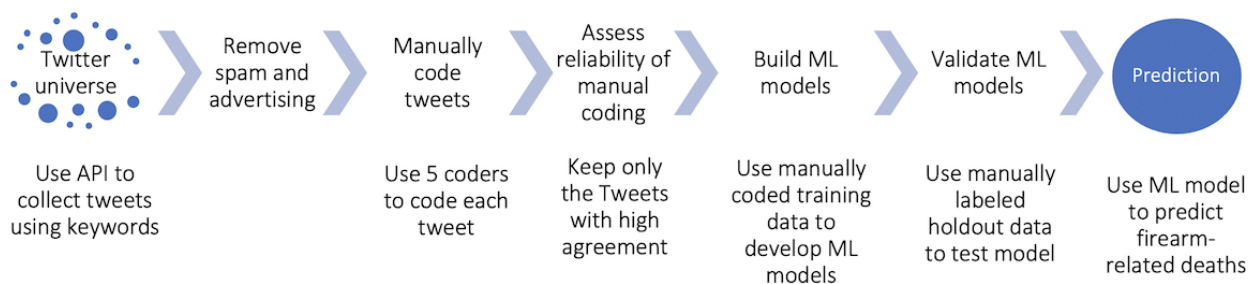 Twitter
universe
Remove
spam and
advertising
Manually
code
tweets
Assess
reliability of
manual
coding
Build ML
models
Validate ML
models
Prediction
Use API to
collect tweets
using keywords
Use 5 coders
to code each
tweet
Keep only
the Tweets
with high
agreement
Use manually
coded training
data to
develop ML
models
Use manually
labeled
holdout data
to test model
Use ML model
to predict
firearm-
related deaths